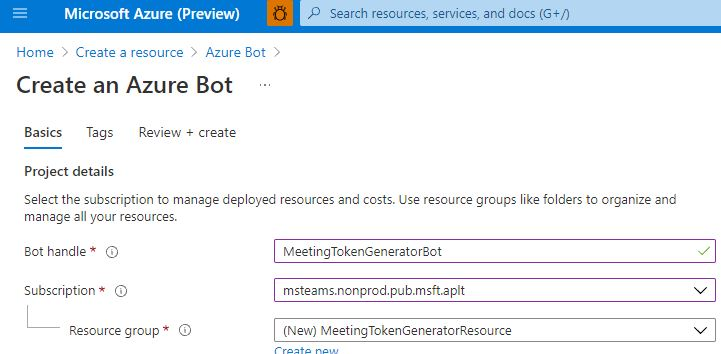 Microsoft Azure (Preview) Search resources, services, and docs (G+/)
Home > Create a resource > Azure Bot >
Create an Azure Bot ...
Basics Tags Review + create
Project details
Select the subscription to manage deployed resources and costs. Use resource groups like folders to organize and
manage all your resources.
Bot handle * MeetingTokenGeneratorBot
Subscription * msteams.nonprod.pub.msft.aplt
Resource group * (New) MeetingTokenGeneratorResource
Create new